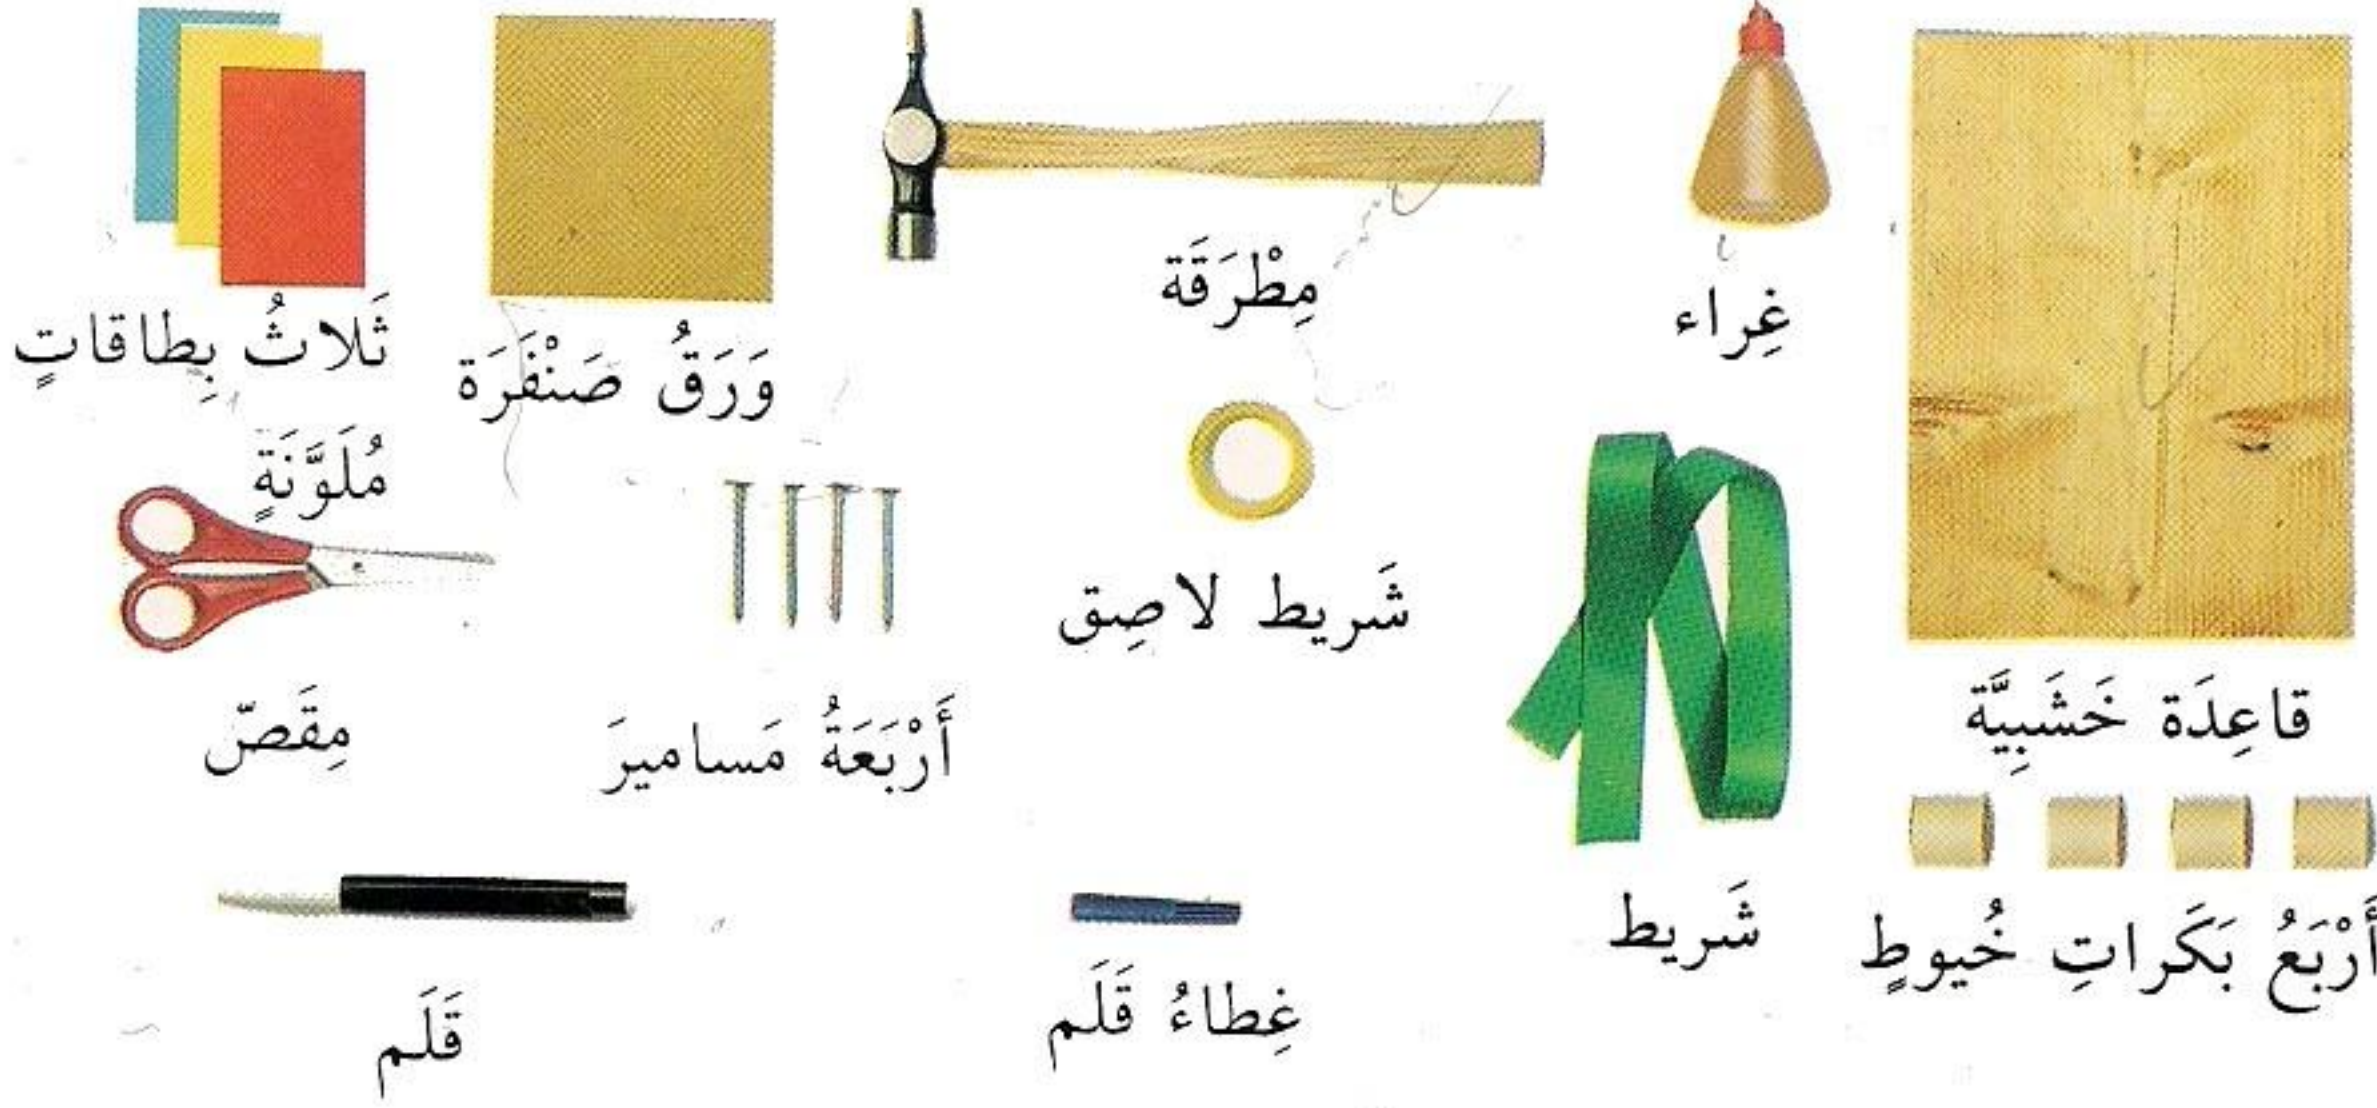 ثَلاثُ بِطاقاتٍ
مُلَوَّنَةٍ
وَرَقُ صَنْفَرَة
مِطْرَقَة
غِراء
قاعِدَة خَشَبِيَّة
مِقَصّ
أَرْبَعَةُ مَساميرَ
شَريط لاصِق
شَريط
أَرْبَعُ بَكَراتِ خُيوطٍ
قَلَم
غِطاءُ قَلَم